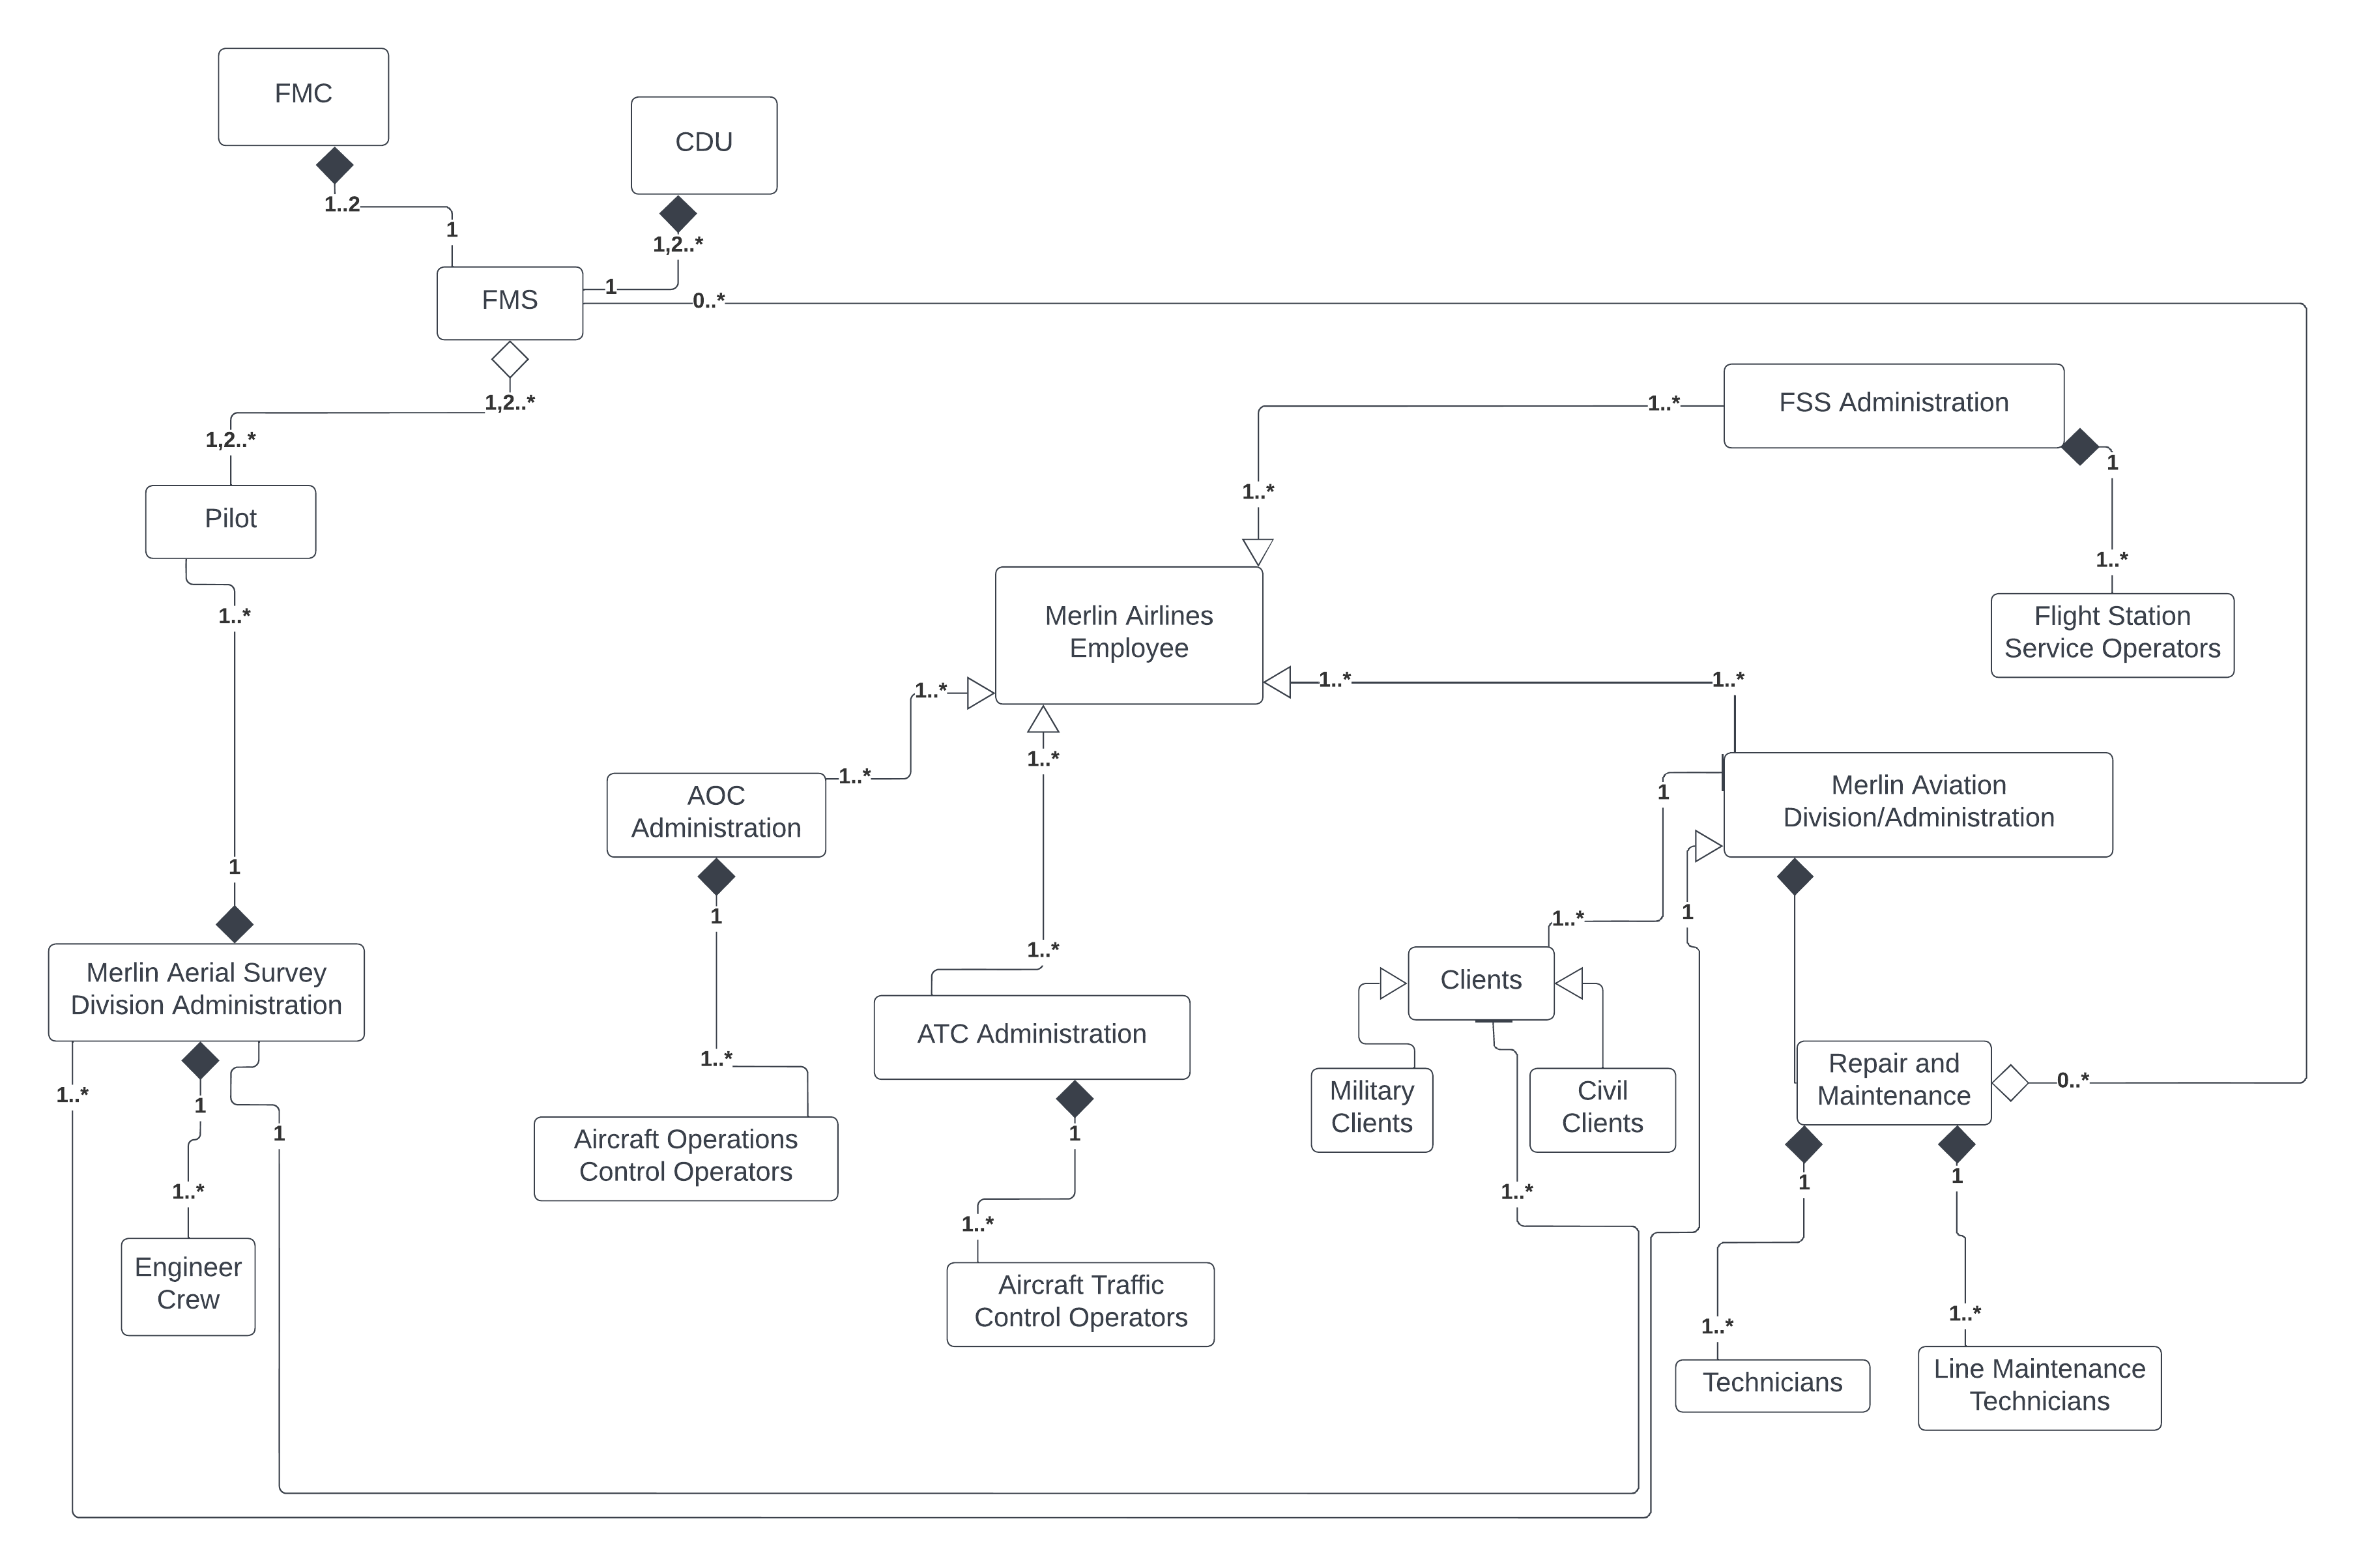 FMC
CDU
1..2
1
1,2..*
1
FMS
0..*
1,2..*
1,2..*
FSS Administration
1..*
1
1..*
Pilot
1..*
Flight Station
Service Operators
1..*
Merlin Airlines
Employee
1..*
1..*
1..*
1..*
1..*
AOC
Administration
Merlin Aviation
Division/Administration
1
1
1
1..*
1
1..*
Merlin Aerial Survey
Division Administration
ATC Administration
Clients
1..*
1
1
1..*
1
Military
Clients
Civil
Clients
Repair and
Maintenance
0..*
Aircraft Operations
Control Operators
1..*
1..*
1..*
1
1
Engineer
Crew
Aircraft Traffic
Control Operators
1..*
1..*
Technicians
Line Maintenance
Technicians